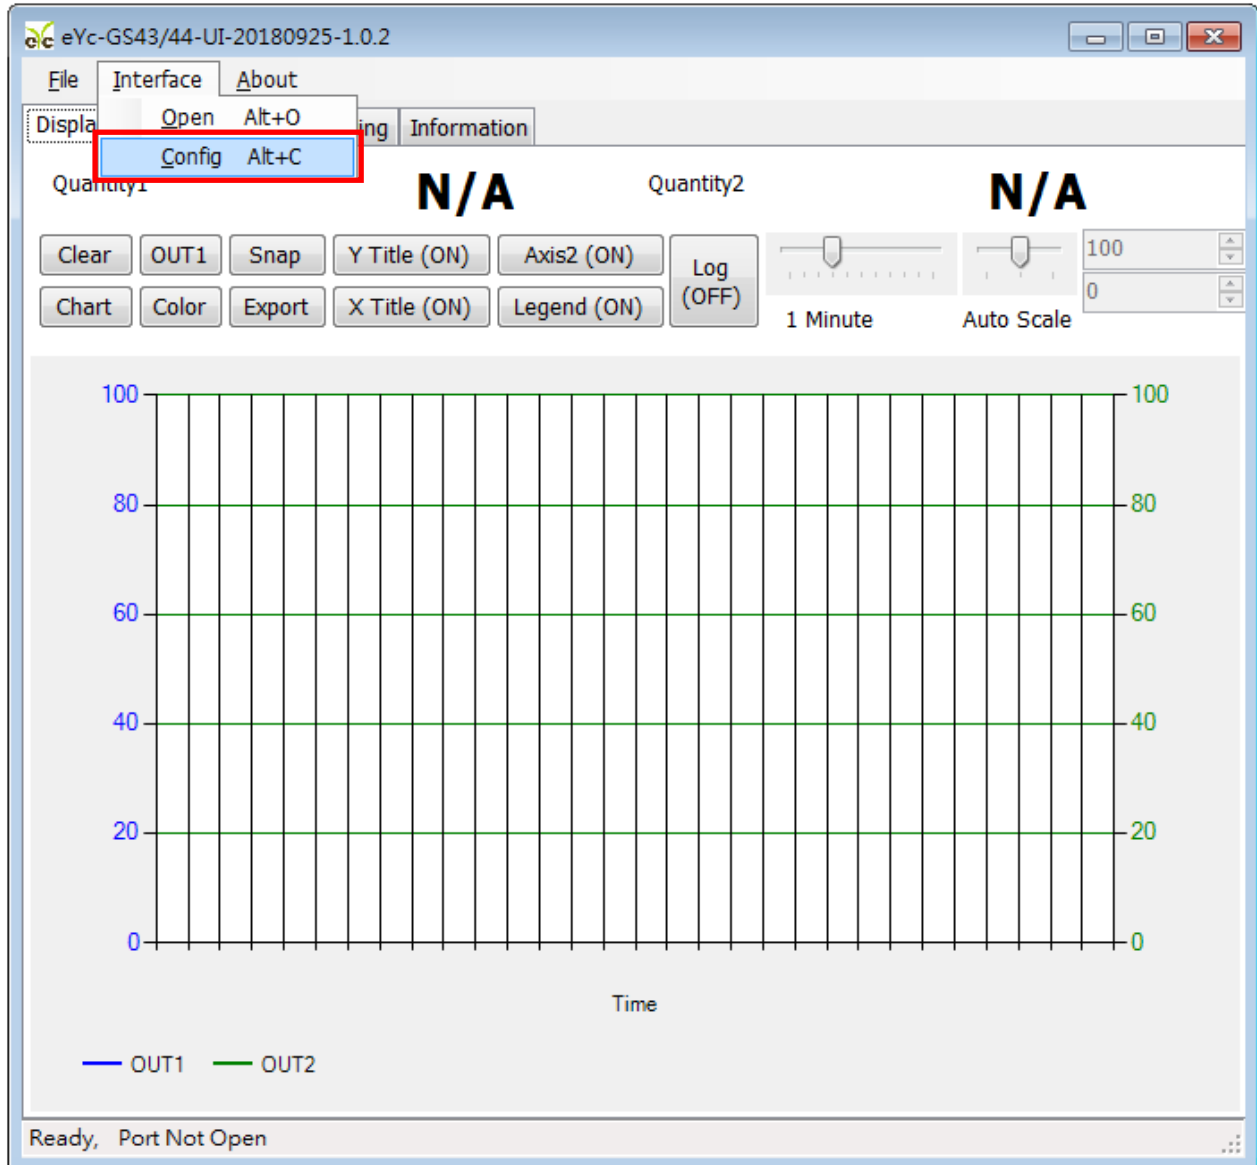 eYc eYc-GS43/44-UI-20180925-1.0.2
File Interface About
Open Alt+O
Config Alt+C
Information
Quantity1 N/A Quantity2 N/A
Clear OUT1 Snap Y Title (ON) Axis2 (ON) Log (OFF) 100
Chart Color Export X Title (ON) Legend (ON) 0
1 Minute Auto Scale
100 100
80 80
60 60
40 40
20 20
0 0
Time
OUT1 OUT2
Ready, Port Not Open